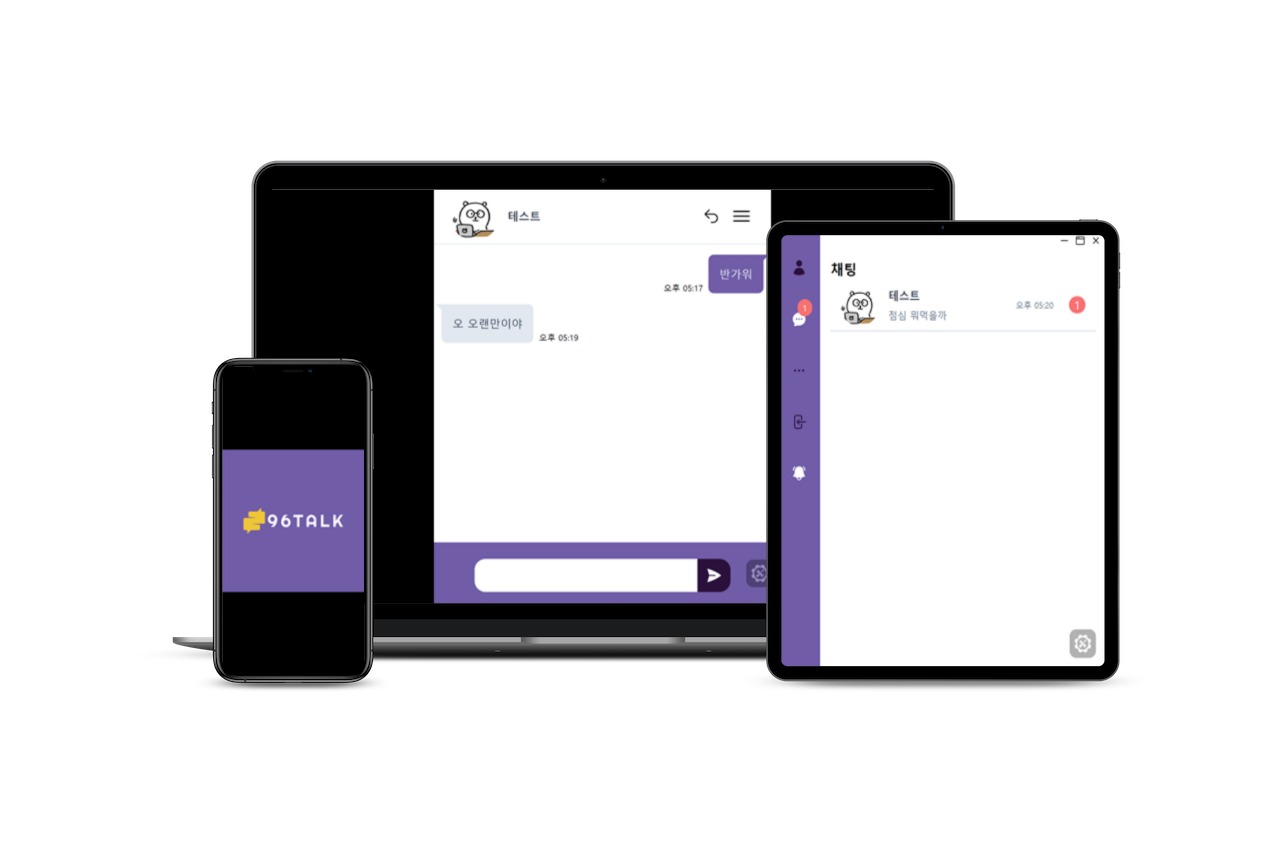 테스트
반가워
오후 05:17
오 오랜만이야
오후 05:19
96TALK
채팅
1
테스트
오후 05:20
1
점심 뭐먹을까